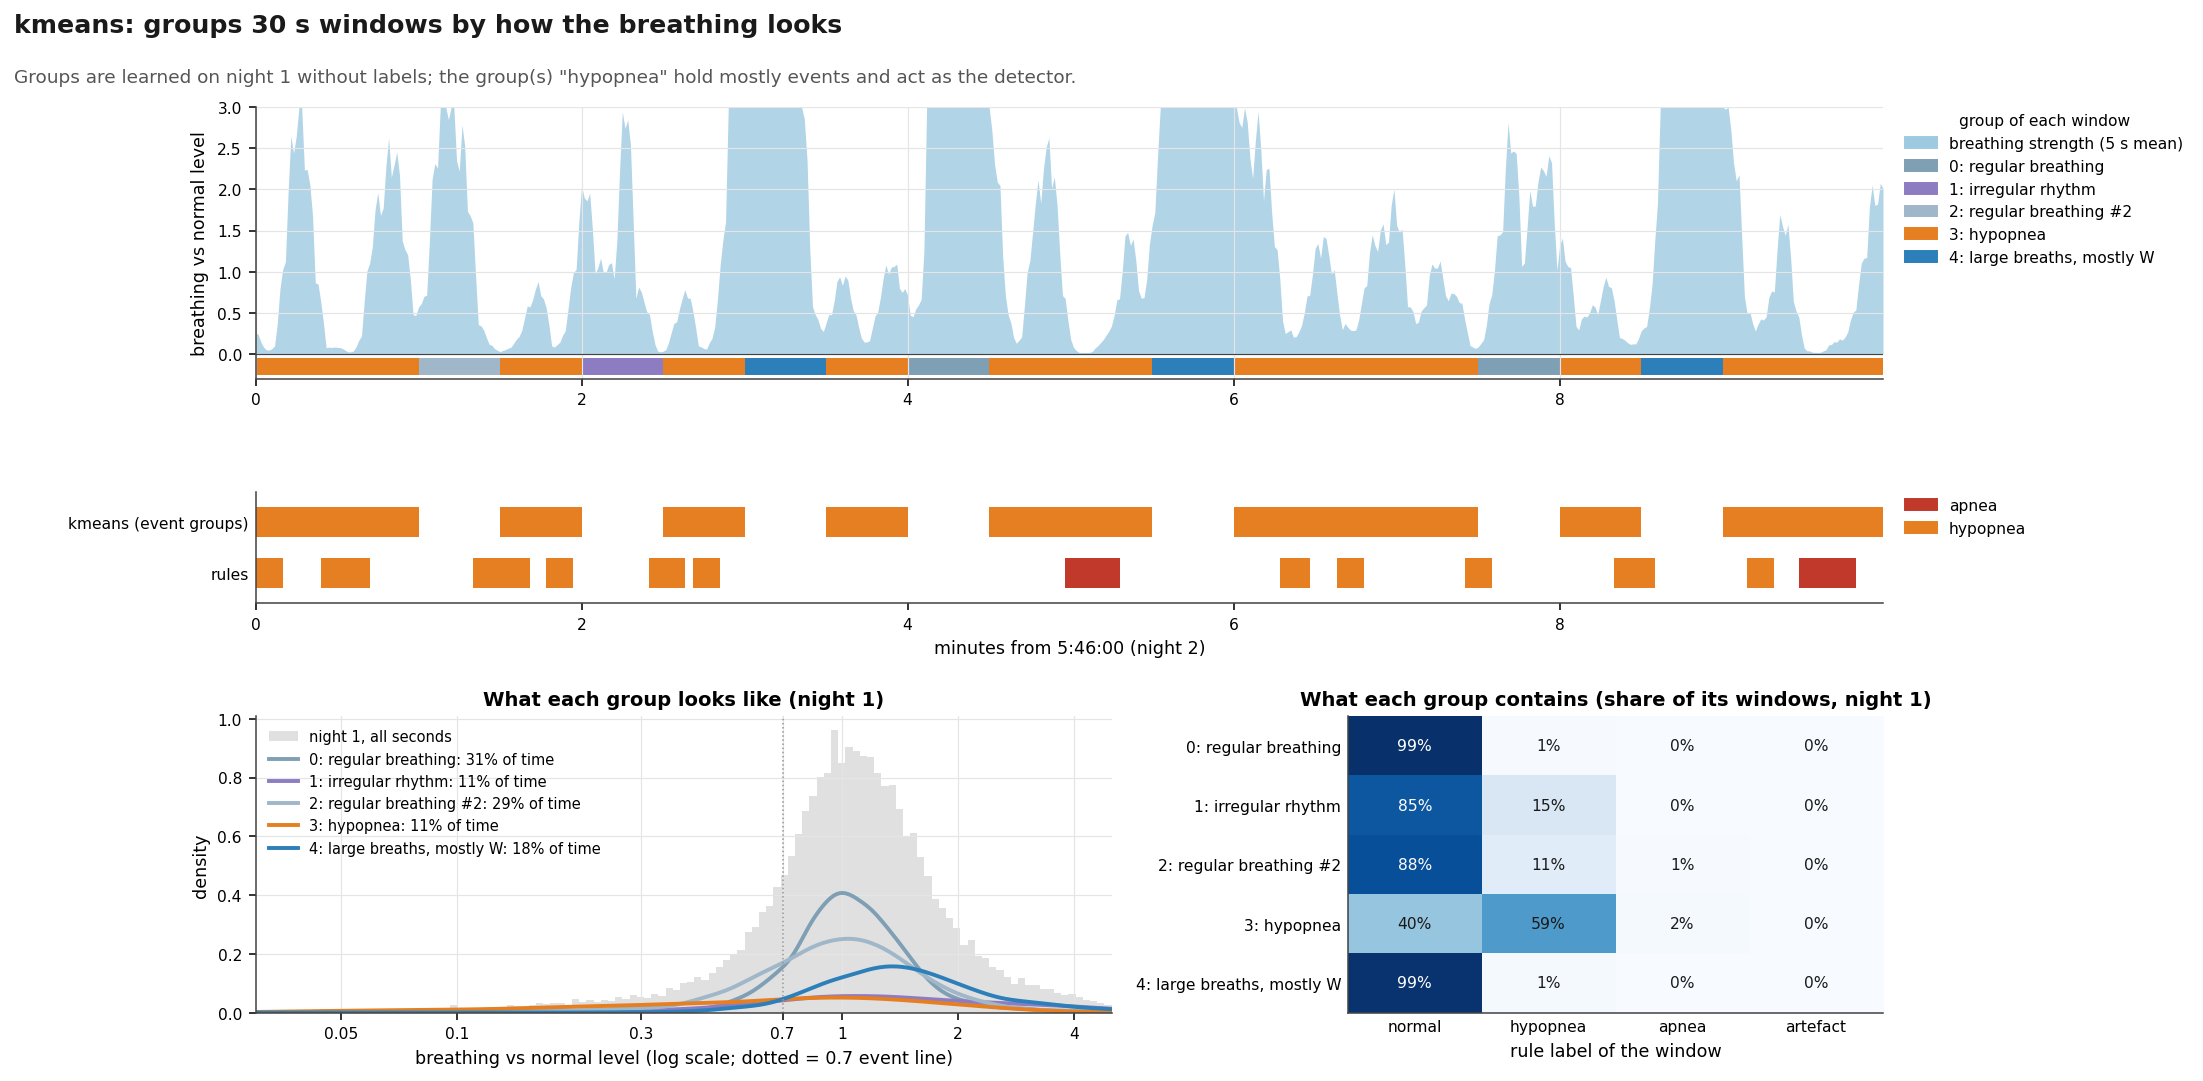 kmeans: groups 30 s windows by how the breathing looks
Groups are learned on night 1 without labels; the group(s) "hypopnea" hold mostly events and act as the detector.
breathing vs normal level
3.0
2.5
2.0
1.5
1.0
0.5
0.0
0 2 4 6 8
group of each window
breathing strength (5 s mean)
0: regular breathing
1: irregular rhythm
2: regular breathing #2
3: hypopnea
4: large breaths, mostly W
kmeans (event groups)
rules
0 2 4 6 8
minutes from 5:46:00 (night 2)
apnea
hypopnea
What each group looks like (night 1)
density
1.0
0.8
0.6
0.4
0.2
0.0
night 1, all seconds
0: regular breathing: 31% of time
1: irregular rhythm: 11% of time
2: regular breathing #2: 29% of time
3: hypopnea: 11% of time
4: large breaths, mostly W: 18% of time
0.05 0.1 0.3 0.7 1 2 4
breathing vs normal level (log scale; dotted = 0.7 event line)
What each group contains (share of its windows, night 1)
0: regular breathing 99% 1% 0% 0%
1: irregular rhythm 85% 15% 0% 0%
2: regular breathing #2 88% 11% 1% 0%
3: hypopnea 40% 59% 2% 0%
4: large breaths, mostly W 99% 1% 0% 0%
normal hypopnea apnea artefact
rule label of the window